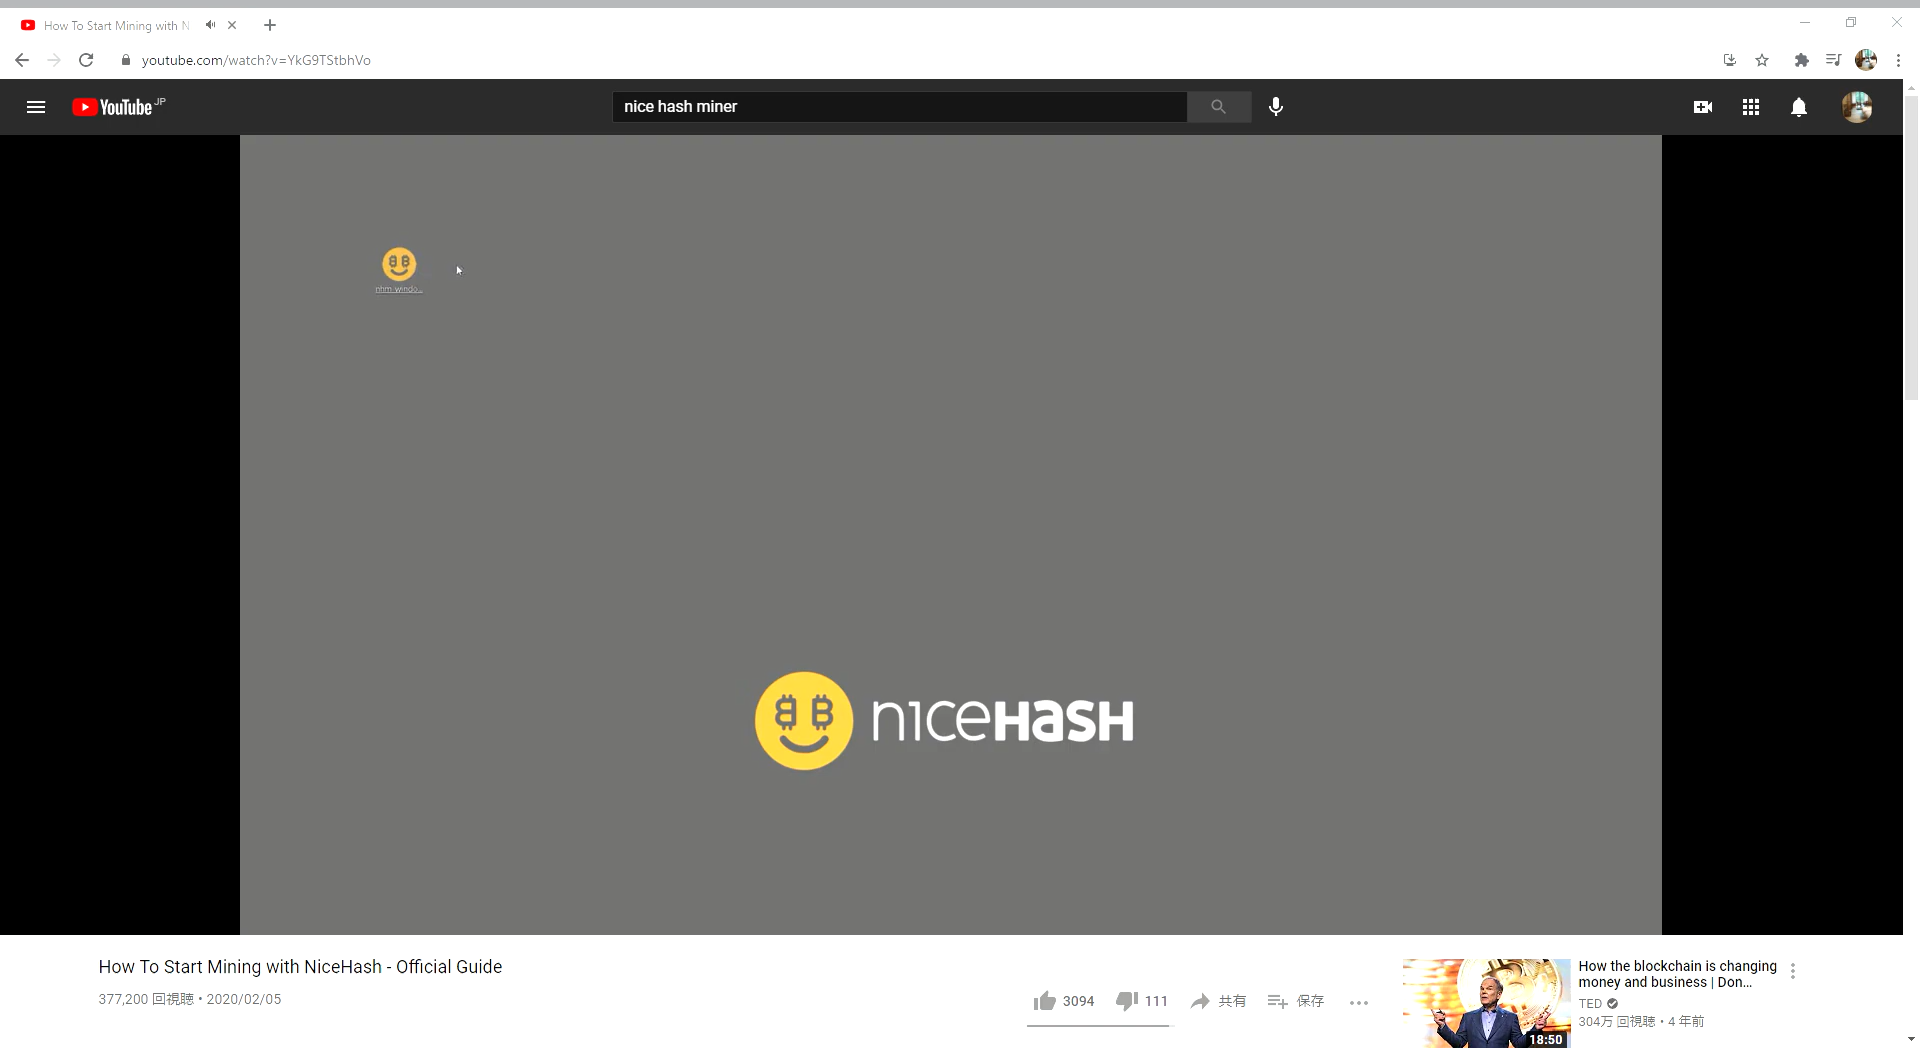 How To Start Mining with N
youtube.com/watch?v=YkG9TStbhVo
YouTube JP
nice hash miner
nhm windo...
niceHASH
How To Start Mining with NiceHash - Official Guide
377,200 回視聴 • 2020/02/05
3094
111
共有
保存
18:50
How the blockchain is changing
money and business | Don...
TED
304万 回視聴 • 4 年前